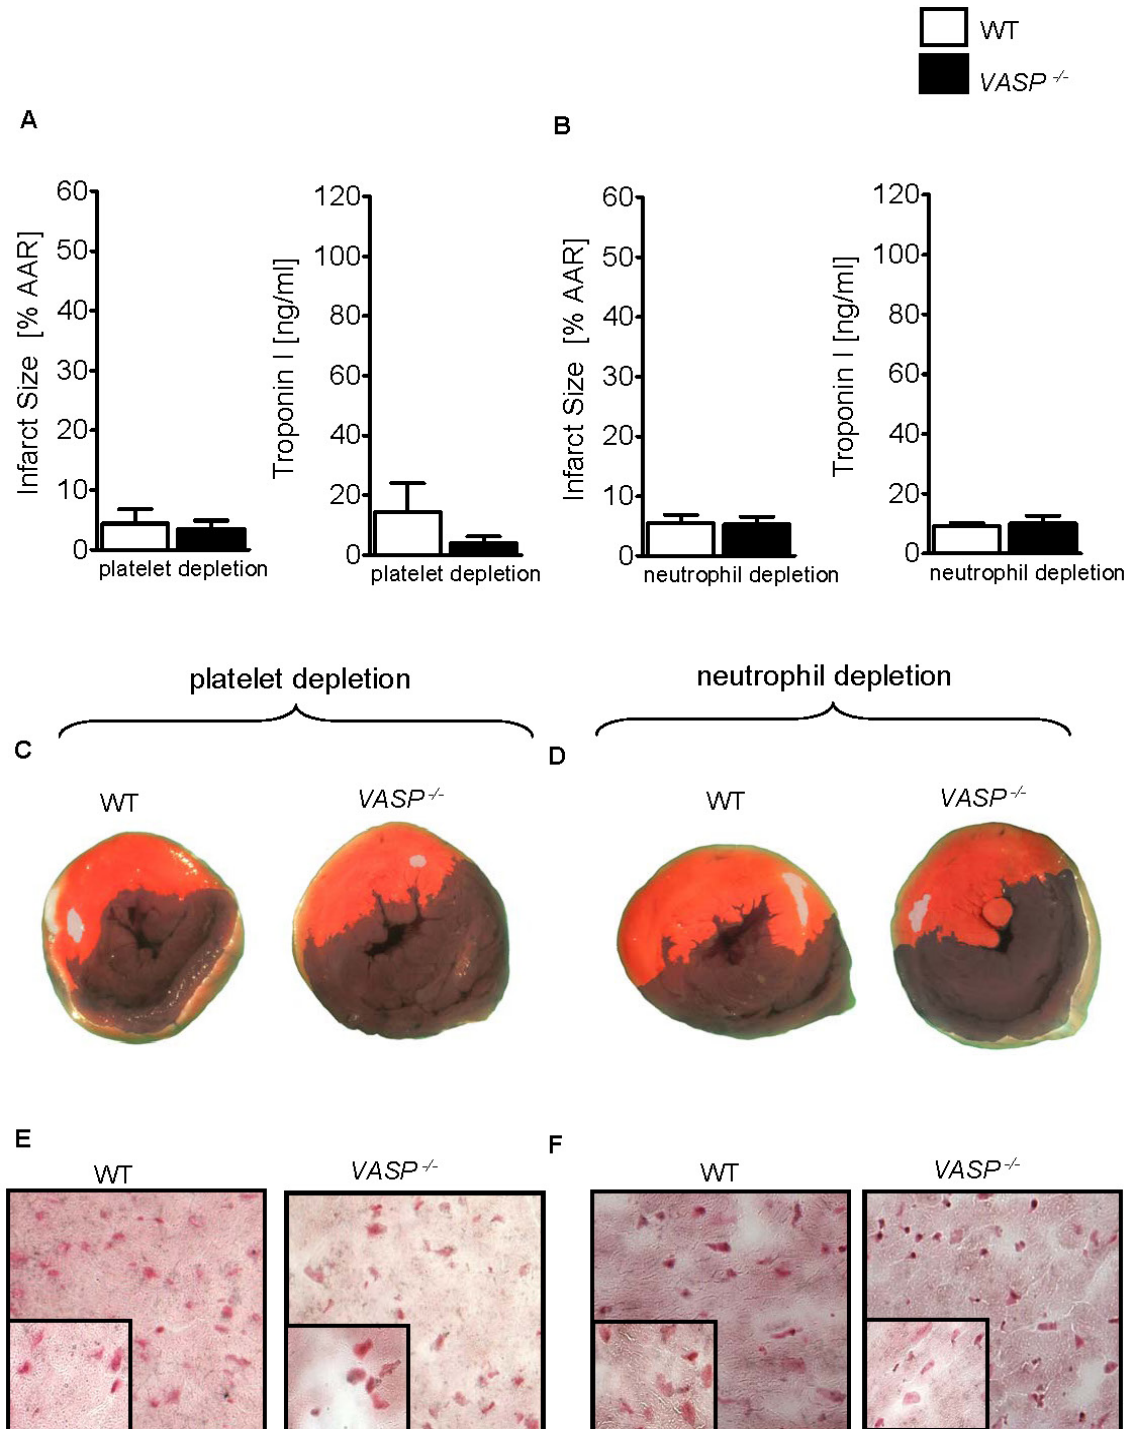 WT
VASP -/-
A
B
60
50
40
30
20
10
0
Infarct Size [% AAR]
platelet depletion
120
100
80
60
40
20
0
Troponin I [ng/ml]
platelet depletion
60
50
40
30
20
10
0
Infarct Size [% AAR]
neutrophil depletion
120
100
80
60
40
20
0
Troponin I [ng/ml]
neutrophil depletion
platelet depletion
neutrophil depletion
C
D
WT
VASP -/-
WT
VASP -/-
E
F
WT
VASP -/-
WT
VASP -/-